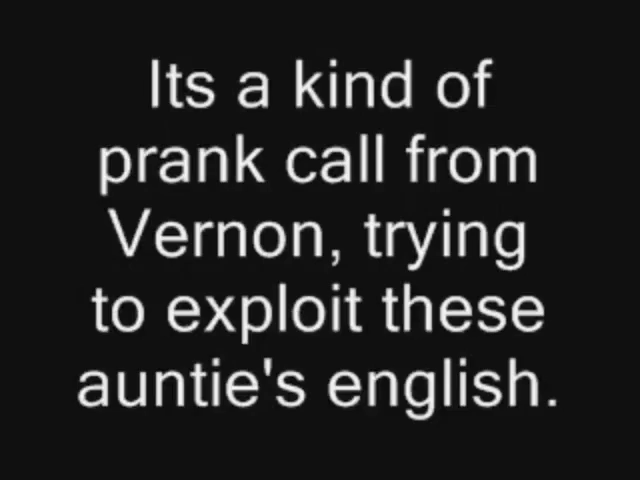 Its a kind of
prank call from
Vernon, trying
to exploit these
auntie's english.